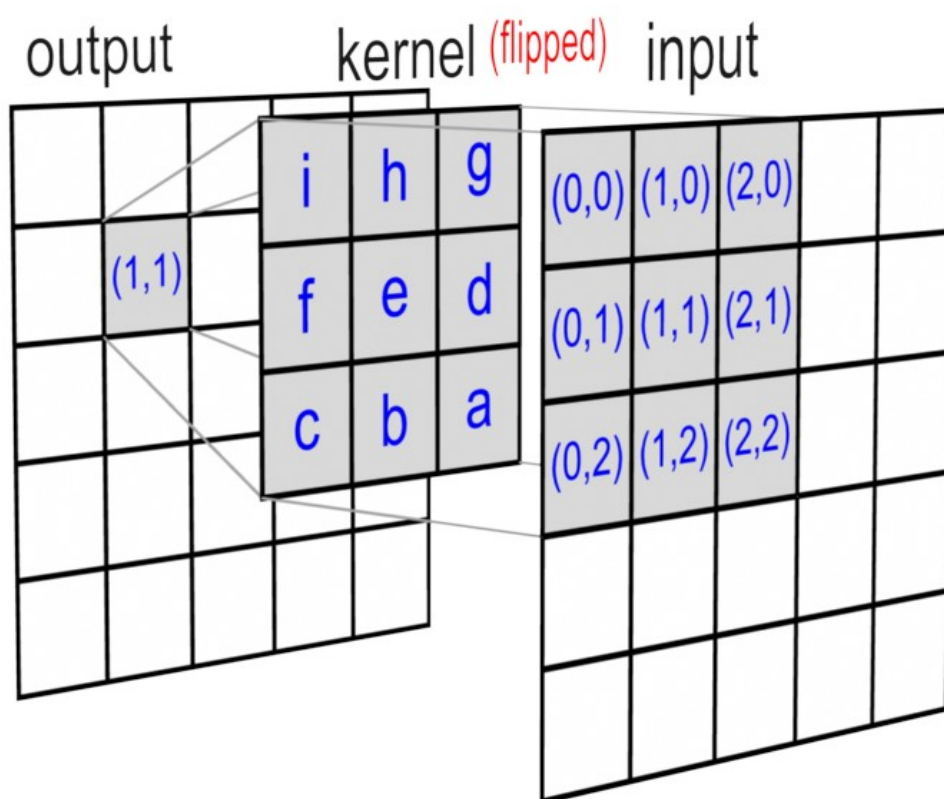 output kernel (flipped) input
i h g
f e d
c b a
(1,1)
(0,0) (1,0) (2,0)
(0,1) (1,1) (2,1)
(0,2) (1,2) (2,2)